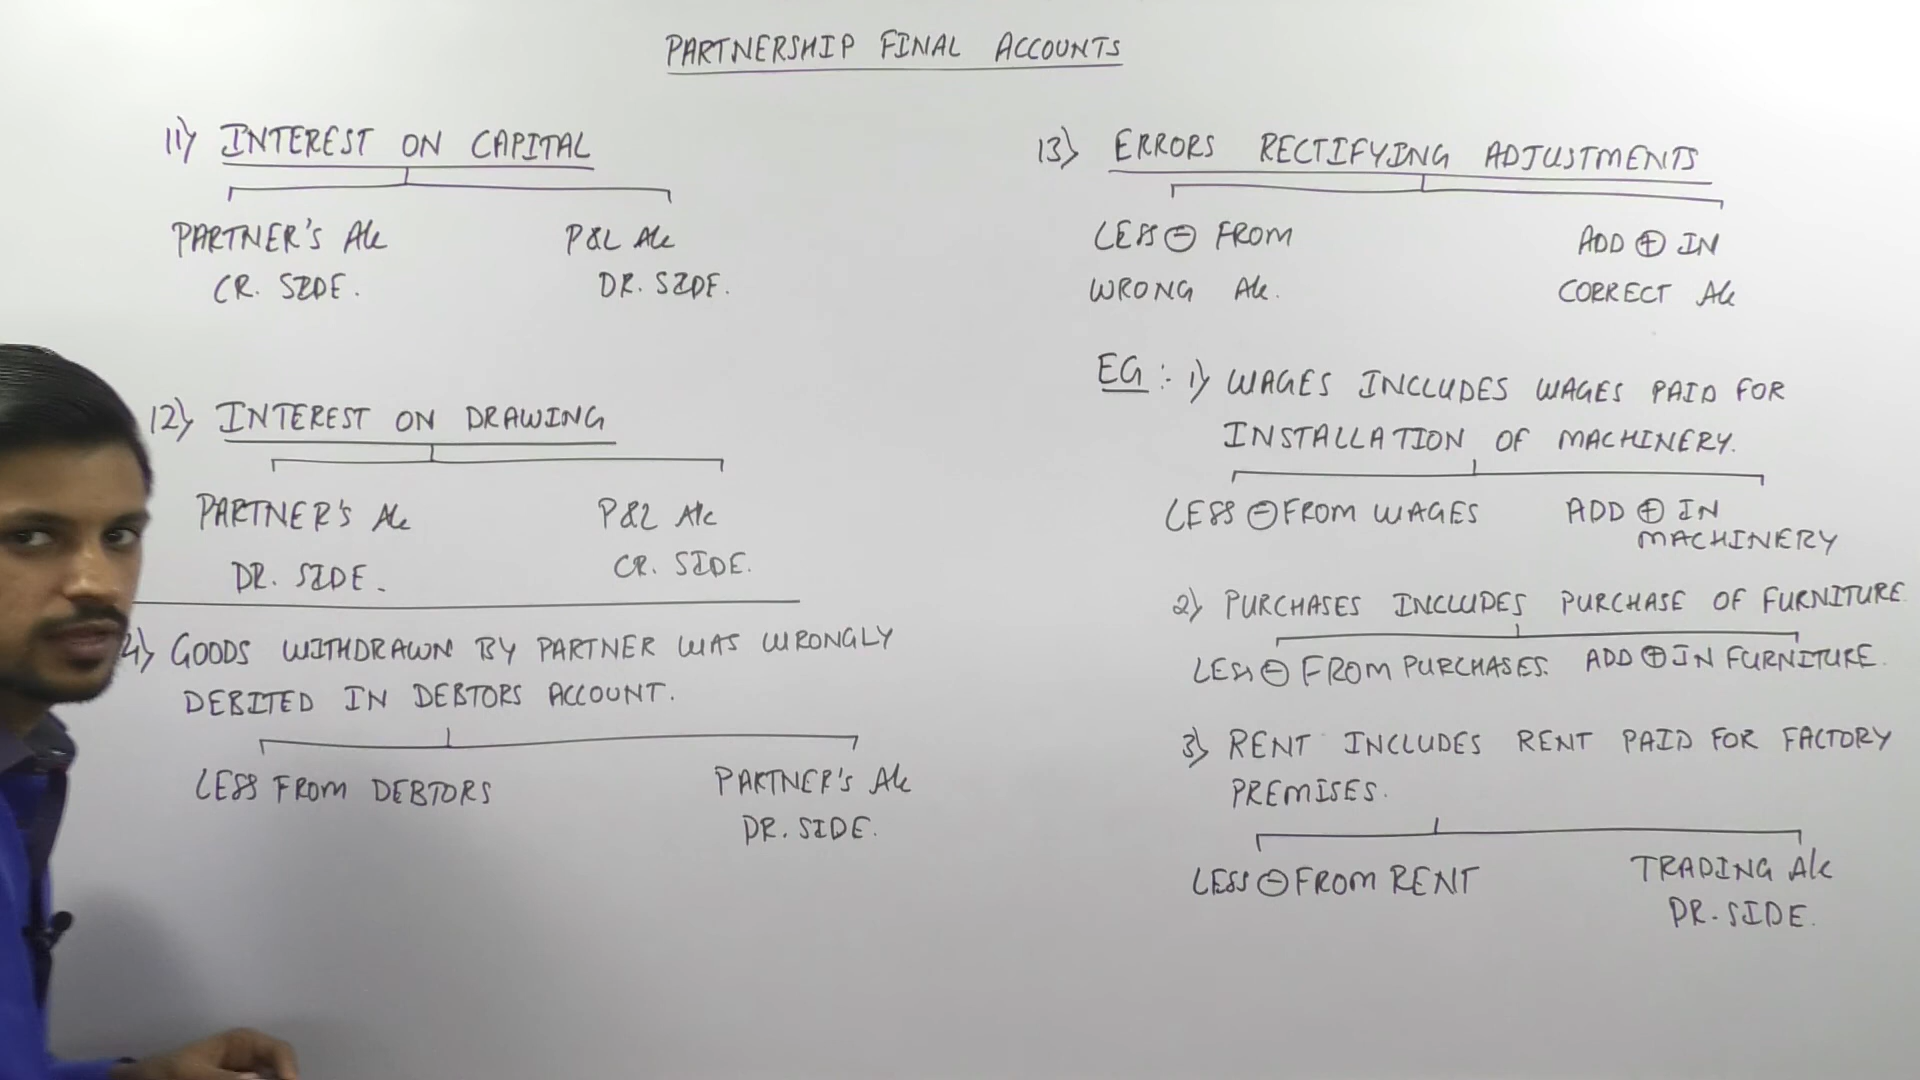 PARTNERSHIP FINAL ACCOUNTS
11) INTEREST ON CAPITAL
PARTNER'S A/c P&L A/c
CR. SIDE. DR. SIDE.
12) INTEREST ON DRAWING
PARTNER'S A/c P&L A/c
DR. SIDE. CR. SIDE.
4) GOODS WITHDRAWN BY PARTNER WAS WRONGLY
DEBITED IN DEBTORS ACCOUNT.
LESS FROM DEBTORS PARTNER'S A/c
DR. SIDE.
13) ERRORS RECTIFYING ADJUSTMENTS
LESS ⊖ FROM ADD ⊕ IN
WRONG A/c. CORRECT A/c
EG:- 1) WAGES INCLUDES WAGES PAID FOR
INSTALLATION OF MACHINERY.
LESS ⊖ FROM WAGES ADD ⊕ IN
MACHINERY
2) PURCHASES INCLUDES PURCHASE OF FURNITURE
LESS ⊖ FROM PURCHASES. ADD ⊕ IN FURNITURE.
3) RENT INCLUDES RENT PAID FOR FACTORY
PREMISES.
LESS ⊖ FROM RENT TRADING A/c
DR. SIDE.